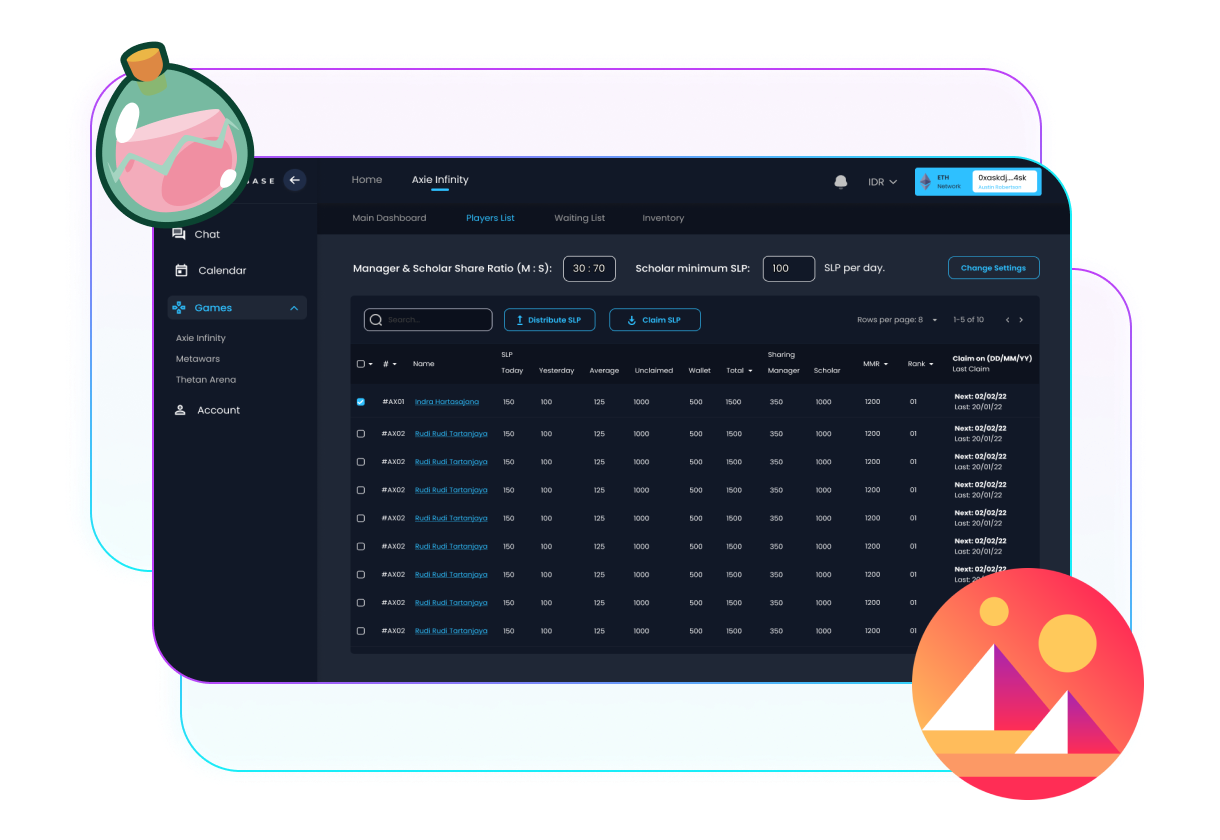 ASE
Home Axie Infinity IDR ETH Network 0xaskdj...4sk Austin Robertson
Main Dashboard Players List Waiting List Inventory
Chat
Calendar
Games
Axie Infinity
Metawars
Thetan Arena
Account
Manager & Scholar Share Ratio (M : S): 30 : 70 Scholar minimum SLP: 100 SLP per day. Change Settings
Search.. Distribute SLP Claim SLP Rows per page: 8 1-5 of 10 < >
SLP Sharing
# Name Today Yesterday Average Unclaimed Wallet Total Manager Scholar MMR Rank Claim on (DD/MM/YY)
Last Claim
#AX01 Indra Hartasajana 150 100 125 1000 500 1500 350 1000 1200 01 Next: 02/02/22
Last: 20/01/22
#AX02 Rudi Rudi Tartanjaya 150 100 125 1000 500 1500 350 1000 1200 01 Next: 02/02/22
Last: 20/01/22
#AX02 Rudi Rudi Tartanjaya 150 100 125 1000 500 1500 350 1000 1200 01 Next: 02/02/22
Last: 20/01/22
#AX02 Rudi Rudi Tartanjaya 150 100 125 1000 500 1500 350 1000 1200 01 Next: 02/02/22
Last: 20/01/22
#AX02 Rudi Rudi Tartanjaya 150 100 125 1000 500 1500 350 1000 1200 01 Next: 02/02/22
Last: 20/01/22
#AX02 Rudi Rudi Tartanjaya 150 100 125 1000 500 1500 350 1000 1200 01 Next: 02/02/22
Last: 20/01/22
#AX02 Rudi Rudi Tartanjaya 150 100 125 1000 500 1500 350 1000 1200 01 Next: 02/02/22
Last:
#AX02 Rudi Rudi Tartanjaya 150 100 125 1000 500 1500 350 1000 1200 01
#AX02 Rudi Rudi Tartanjaya 150 100 125 1000 500 1500 350 1000 1200 01